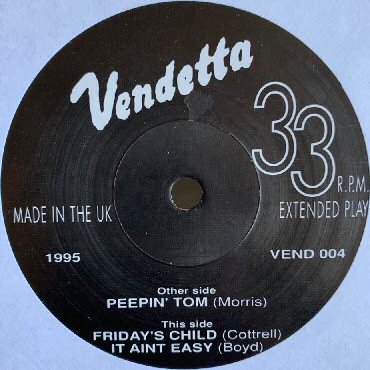 Vendetta
33
R.P.M.
MADE IN THE UK
EXTENDED PLAY
1995
VEND 004
Other side
PEEPIN' TOM (Morris)
This side
FRIDAY'S CHILD (Cottrell)
IT AINT EASY (Boyd)